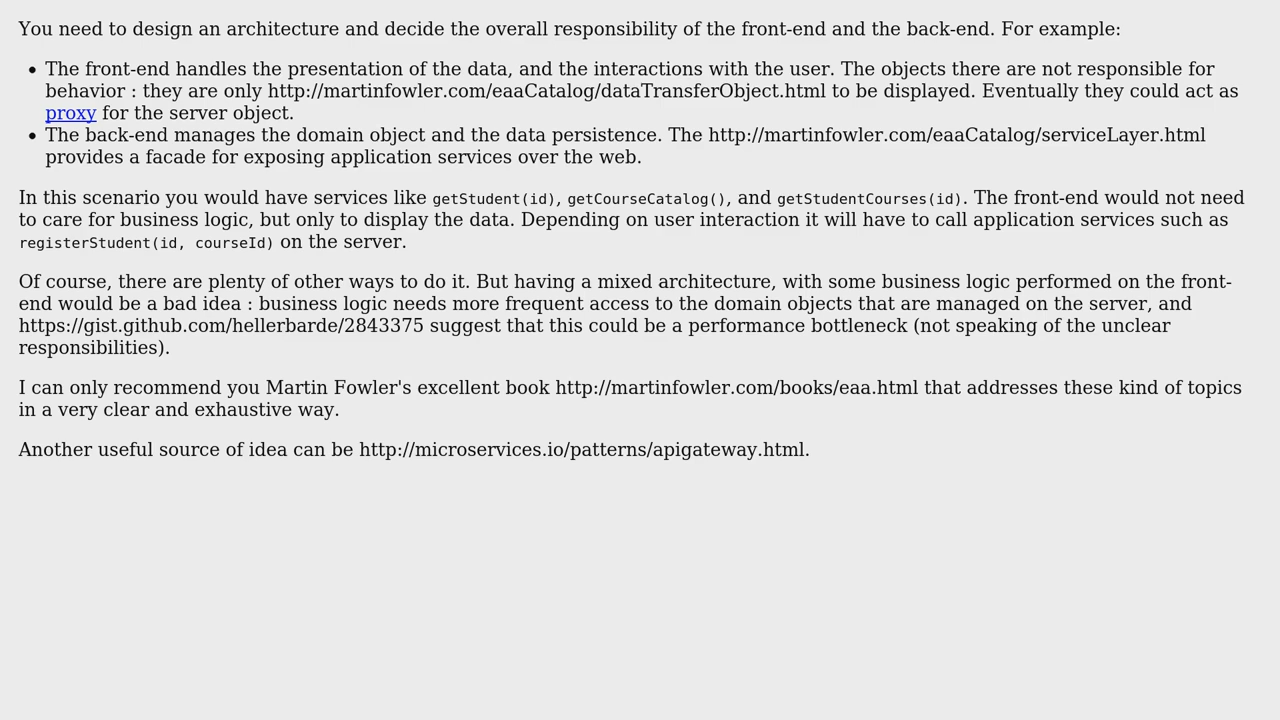 You need to design an architecture and decide the overall responsibility of the front-end and the back-end. For example:
• The front-end handles the presentation of the data, and the interactions with the user. The objects there are not responsible for
behavior : they are only http://martinfowler.com/eaaCatalog/dataTransferObject.html to be displayed. Eventually they could act as
proxy for the server object.
• The back-end manages the domain object and the data persistence. The http://martinfowler.com/eaaCatalog/serviceLayer.html
provides a facade for exposing application services over the web.
In this scenario you would have services like getStudent(id), getCourseCatalog(), and getStudentCourses(id). The front-end would not need
to care for business logic, but only to display the data. Depending on user interaction it will have to call application services such as
registerStudent(id, courseId) on the server.
Of course, there are plenty of other ways to do it. But having a mixed architecture, with some business logic performed on the front-
end would be a bad idea : business logic needs more frequent access to the domain objects that are managed on the server, and
https://gist.github.com/hellerbarde/2843375 suggest that this could be a performance bottleneck (not speaking of the unclear
responsibilities).
I can only recommend you Martin Fowler's excellent book http://martinfowler.com/books/eaa.html that addresses these kind of topics
in a very clear and exhaustive way.
Another useful source of idea can be http://microservices.io/patterns/apigateway.html.